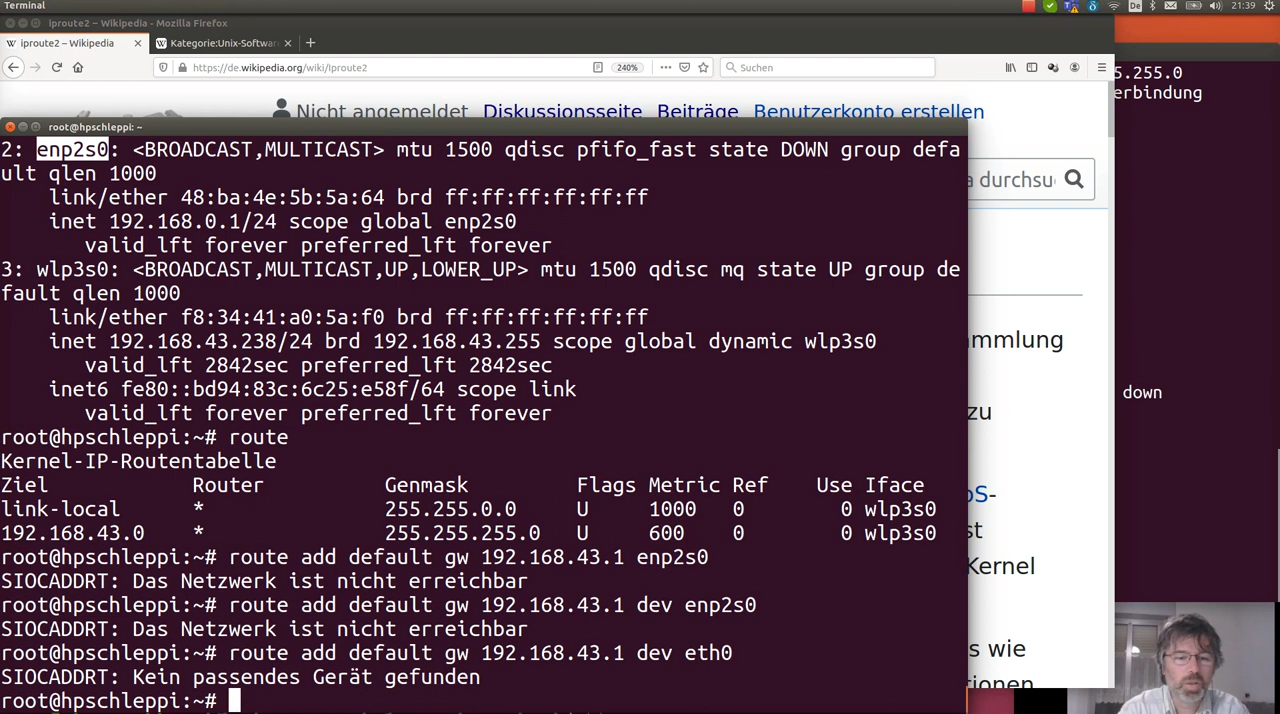 Terminal
De
21:39
iproute2 – Wikipedia - Mozilla Firefox
iproute2 – Wikipedia
Kategorie:Unix-Softwar
https://de.wikipedia.org/wiki/Iproute2
240%
Suchen
Nicht angemeldet Diskussionsseite Beiträge Benutzerkonto erstellen
5.255.0
erbindung
root@hpschleppi: ~
2: enp2s0: <BROADCAST,MULTICAST> mtu 1500 qdisc pfifo_fast state DOWN group defa
ult qlen 1000
link/ether 48:ba:4e:5b:5a:64 brd ff:ff:ff:ff:ff:ff
inet 192.168.0.1/24 scope global enp2s0
valid_lft forever preferred_lft forever
3: wlp3s0: <BROADCAST,MULTICAST,UP,LOWER_UP> mtu 1500 qdisc mq state UP group de
fault qlen 1000
link/ether f8:34:41:a0:5a:f0 brd ff:ff:ff:ff:ff:ff
inet 192.168.43.238/24 brd 192.168.43.255 scope global dynamic wlp3s0
valid_lft 2842sec preferred_lft 2842sec
inet6 fe80::bd94:83c:6c25:e58f/64 scope link
valid_lft forever preferred_lft forever
root@hpschleppi:~# route
Kernel-IP-Routentabelle
Ziel Router Genmask Flags Metric Ref Use Iface
link-local * 255.255.0.0 U 1000 0 0 wlp3s0
192.168.43.0 * 255.255.255.0 U 600 0 0 wlp3s0
root@hpschleppi:~# route add default gw 192.168.43.1 enp2s0
SIOCADDRT: Das Netzwerk ist nicht erreichbar
root@hpschleppi:~# route add default gw 192.168.43.1 dev enp2s0
SIOCADDRT: Das Netzwerk ist nicht erreichbar
root@hpschleppi:~# route add default gw 192.168.43.1 dev eth0
SIOCADDRT: Kein passendes Gerät gefunden
root@hpschleppi:~#
a durchsu
mmlung
zu
oS-
st
Kernel
s wie
tionen
down